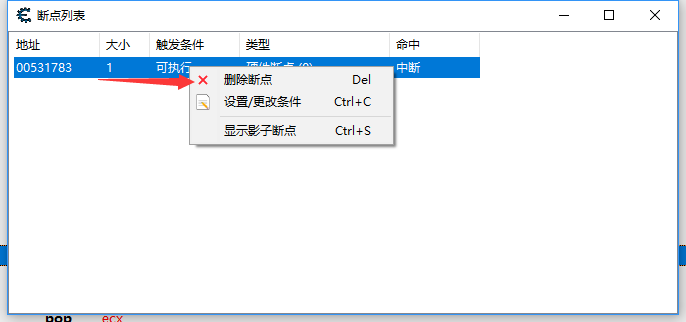 断点列表
地址 大小 触发条件 类型 命中
00531783 1 可执行 硬件断点 (0) 中断
删除断点 Del
设置/更改条件 Ctrl+C
显示影子断点 Ctrl+S
pop ecx